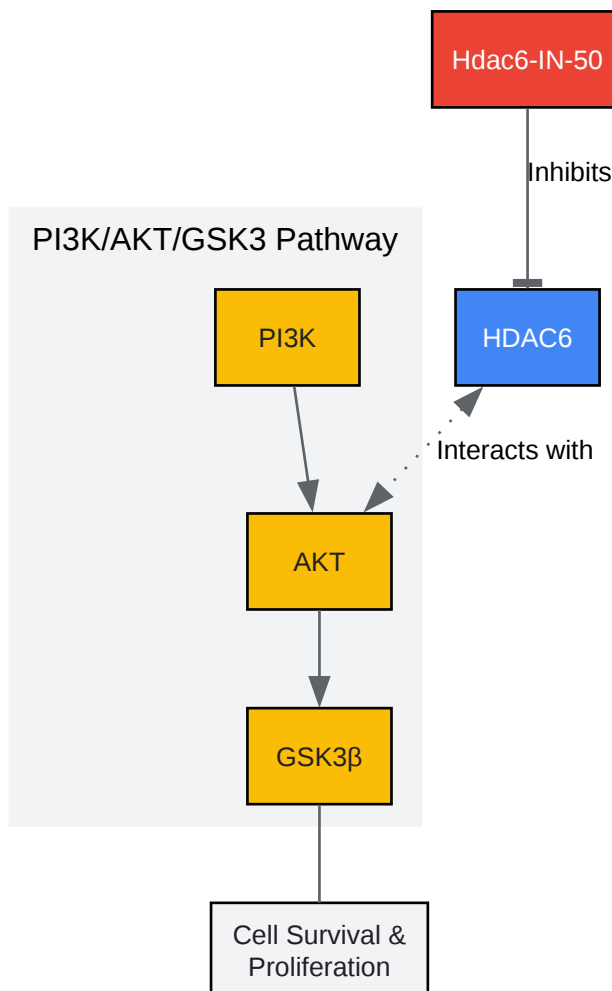 Hdac6-IN-50
Inhibits
PI3K/AKT/GSK3 Pathway
PI3K
HDAC6
Interacts with
AKT
GSK3β
Cell Survival &
Proliferation